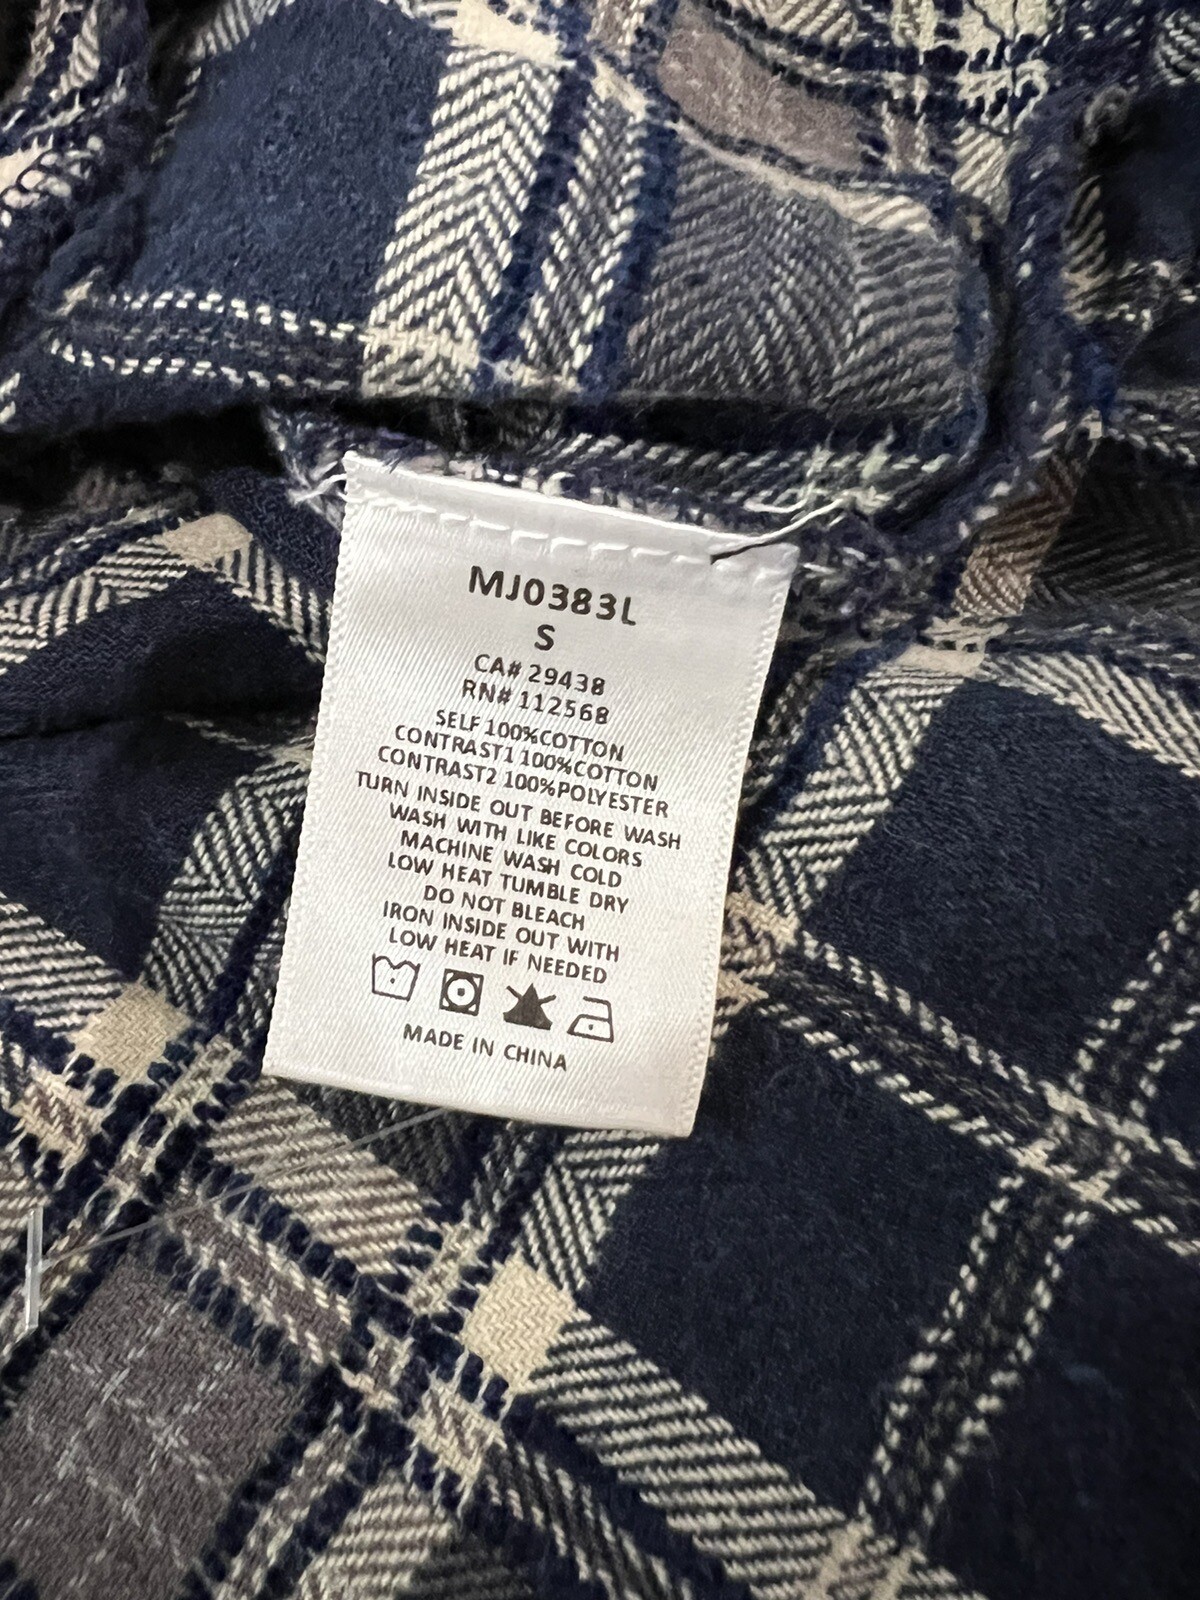 MJ0383L
S
CA# 29438
RN# 112568
SELF 100%COTTON
CONTRAST1 100%COTTON
CONTRAST2 100%POLYESTER
TURN INSIDE OUT BEFORE WASH
WASH WITH LIKE COLORS
MACHINE WASH COLD
LOW HEAT TUMBLE DRY
DO NOT BLEACH
IRON INSIDE OUT WITH
LOW HEAT IF NEEDED
MADE IN CHINA